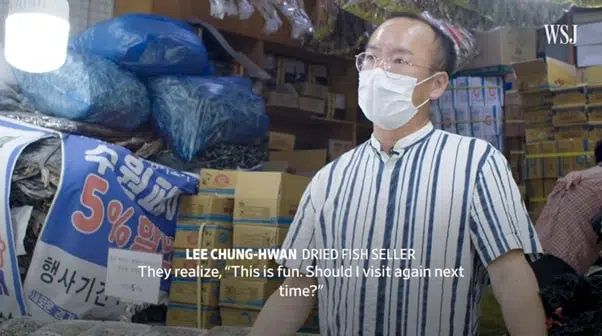 WSJ
수원페
5% 할
행사기간
LEE CHUNG-HWAN DRIED FISH SELLER
They realize, “This is fun. Should I visit again next
time?”